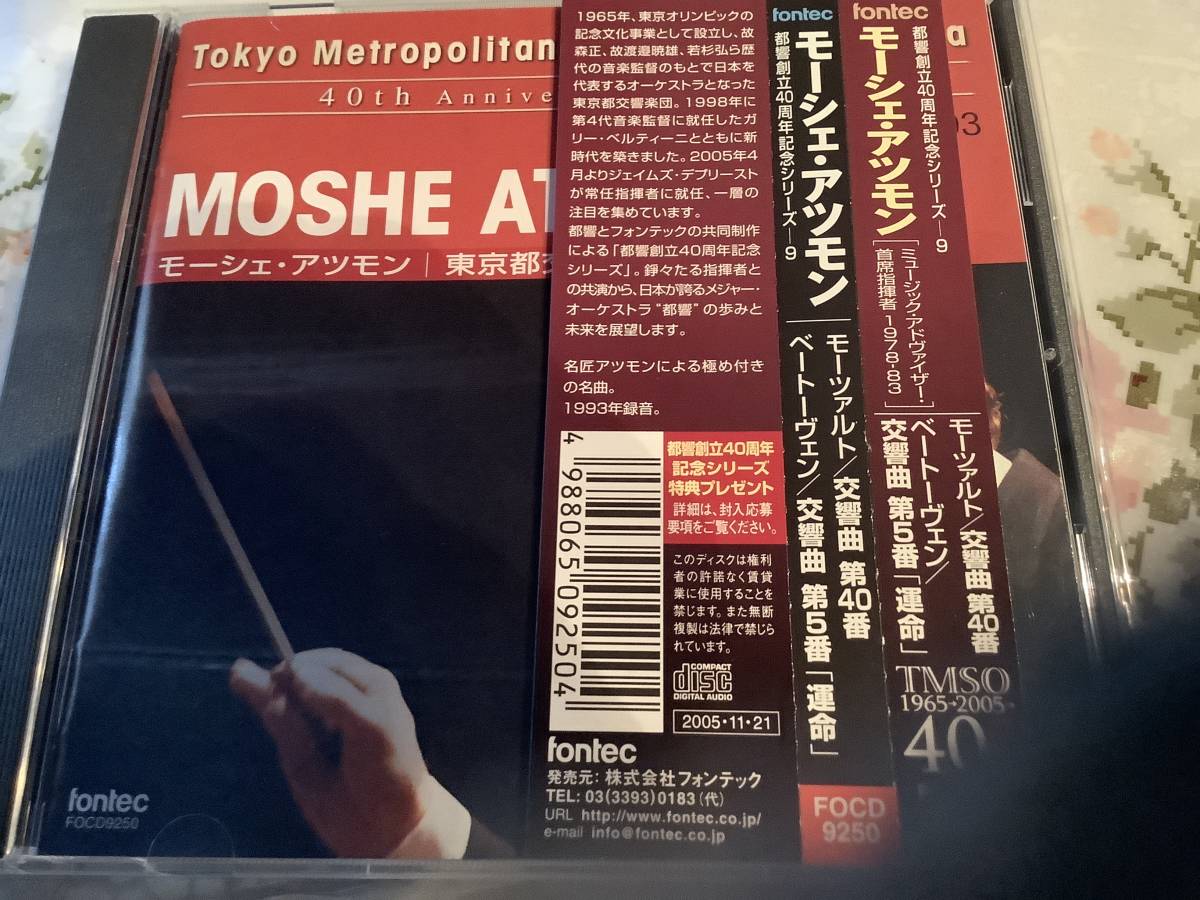 Tokyo Metropolitan
a
40th Annive
03
MOSHE AT
モーシェ・アツモン | 東京都交
fontec
FOCD9250
1965年、東京オリンピックの
記念文化事業として設立し、故
森正、故渡邉暁雄、若杉弘ら歴
代の音楽監督のもとで日本を
代表するオーケストラとなった
東京都交響楽団。1998年に
第4代音楽監督に就任したガ
リー・ベルティーニとともに新
時代を築きました。2005年4
月よりジェイムズ・デプリースト
が常任指揮者に就任、一層の
注目を集めています。
都響とフォンテックの共同制作
による「都響創立40周年記念
シリーズ」。錚々たる指揮者と
の共演から、日本が誇るメジャー・
オーケストラ“都響”の歩みと
未来を展望します。
名匠アツモンによる極め付き
の名曲。
1993年録音。
4 988065 092504
都響創立40周年
記念シリーズ
特典プレゼント
詳細は、封入応募
要項をご覧ください。
このディスクは権利
者の許諾なく賃貸
業に使用することを
禁じます。また無断
複製は法律で禁じら
れています。
COMPACT
disc
DIGITAL AUDIO
2005・11・21
fontec
発売元：株式会社フォンテック
TEL: 03(3393)0183(代)
URL http://www.fontec.co.jp/
e-mail info@fontec.co.jp
fontec
都響創立40周年記念シリーズ—9
モーシェ・アツモン
モーツァルト/交響曲 第40番
ベートーヴェン/交響曲 第5番「運命」
FOCD
9250
fontec
都響創立40周年記念シリーズ—9
モーシェ・アツモン
[ミュージック・アドヴァイザー・
首席指揮者 1978-83]
モーツァルト/交響曲 第40番
ベートーヴェン/
交響曲 第5番「運命」
TMSO
1965→2005
40